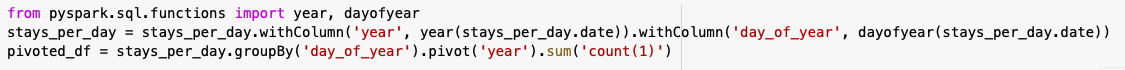 from pyspark.sql.functions import year, dayofyear
stays_per_day = stays_per_day.withColumn('year', year(stays_per_day.date)).withColumn('day_of_year', dayofyear(stays_per_day.date))
pivoted_df = stays_per_day.groupBy('day_of_year').pivot('year').sum('count(1)')